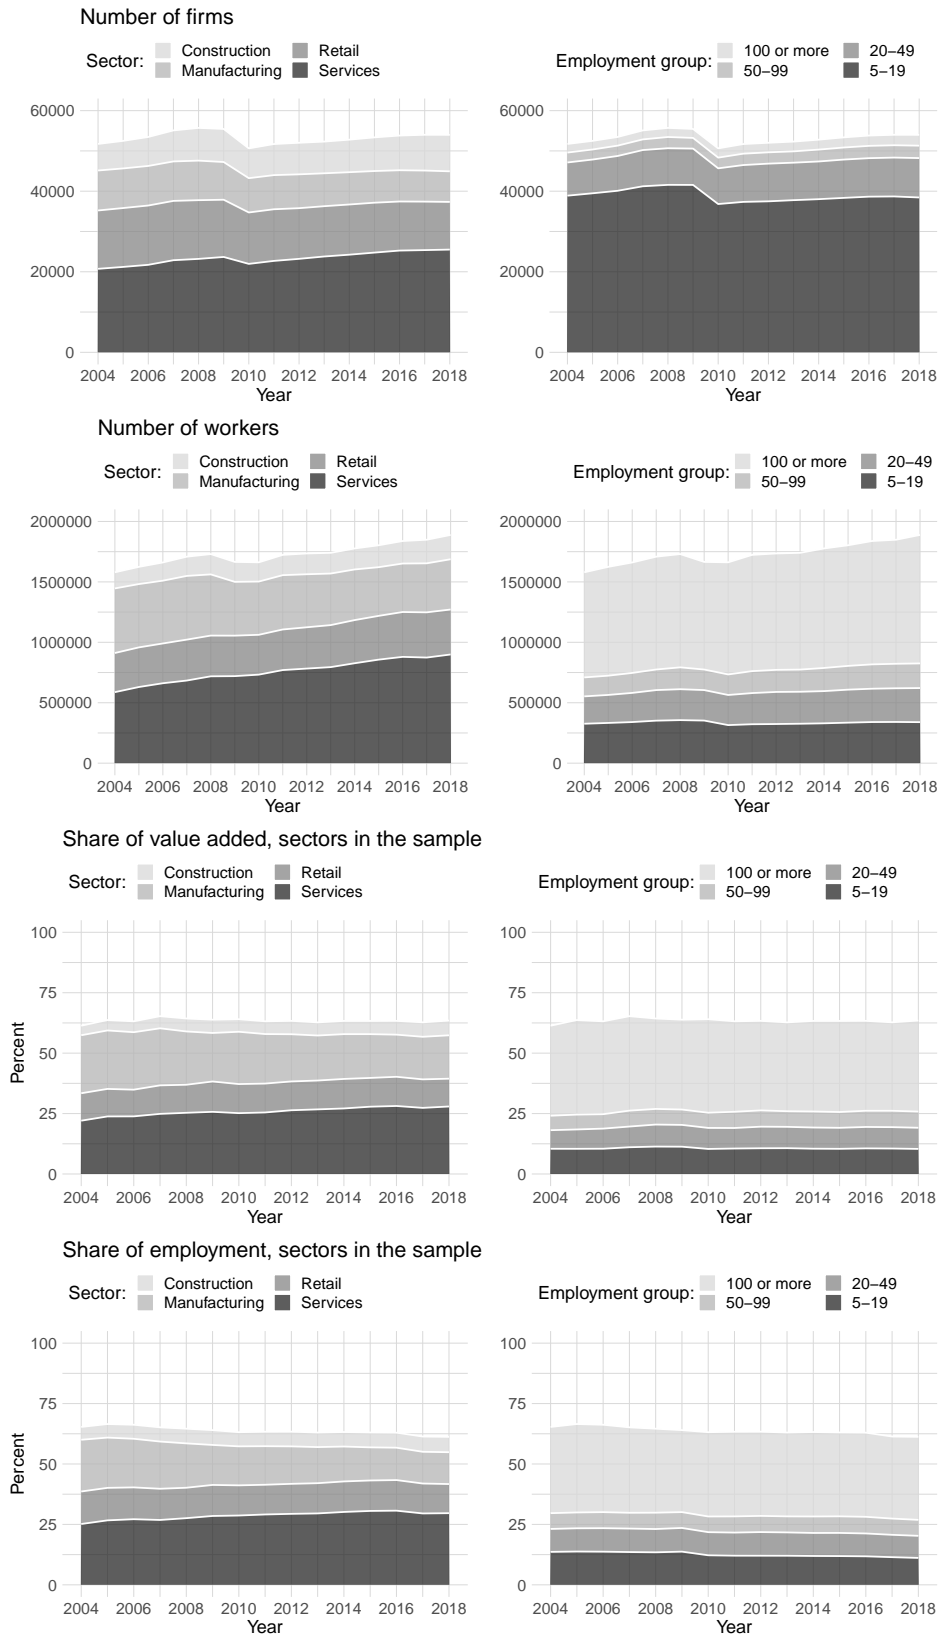 Number of firms
Sector: Construction Retail
Manufacturing Services
Employment group: 100 or more 20−49
50−99 5−19
60000
40000
20000
0
2004 2006 2008 2010 2012 2014 2016 2018
Year
60000
40000
20000
0
2004 2006 2008 2010 2012 2014 2016 2018
Year
Number of workers
Sector: Construction Retail
Manufacturing Services
Employment group: 100 or more 20−49
50−99 5−19
2000000
1500000
1000000
500000
0
2004 2006 2008 2010 2012 2014 2016 2018
Year
2000000
1500000
1000000
500000
0
2004 2006 2008 2010 2012 2014 2016 2018
Year
Share of value added, sectors in the sample
Sector: Construction Retail
Manufacturing Services
Employment group: 100 or more 20−49
50−99 5−19
Percent
100
75
50
25
0
2004 2006 2008 2010 2012 2014 2016 2018
Year
100
75
50
25
0
2004 2006 2008 2010 2012 2014 2016 2018
Year
Share of employment, sectors in the sample
Sector: Construction Retail
Manufacturing Services
Employment group: 100 or more 20−49
50−99 5−19
Percent
100
75
50
25
0
2004 2006 2008 2010 2012 2014 2016 2018
Year
100
75
50
25
0
2004 2006 2008 2010 2012 2014 2016 2018
Year